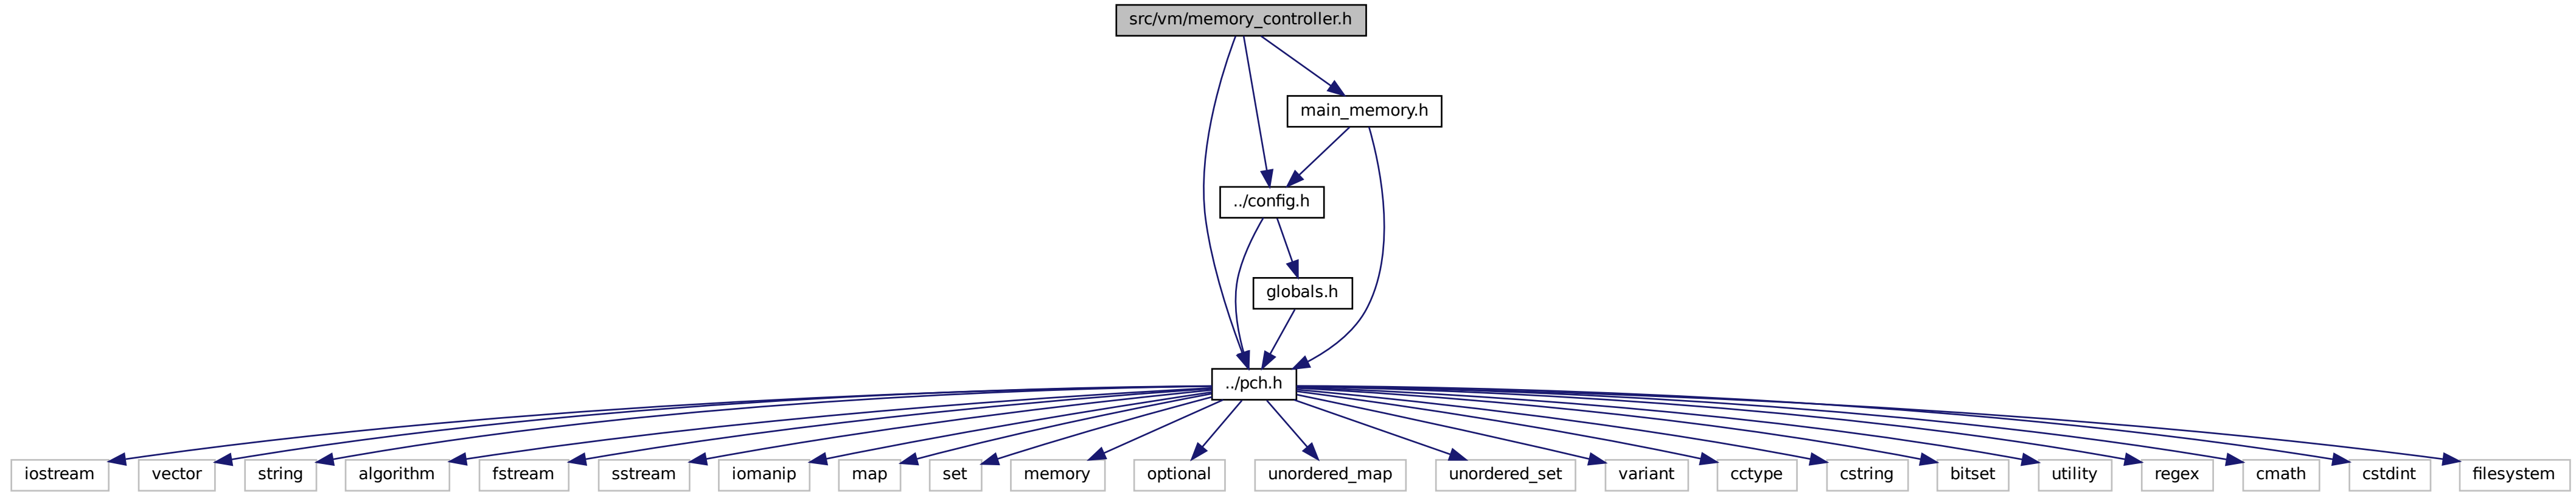 src/vm/memory_controller.h
main_memory.h
../config.h
globals.h
../pch.h
iostream
vector
string
algorithm
fstream
sstream
iomanip
map
set
memory
optional
unordered_map
unordered_set
variant
cctype
cstring
bitset
utility
regex
cmath
cstdint
filesystem